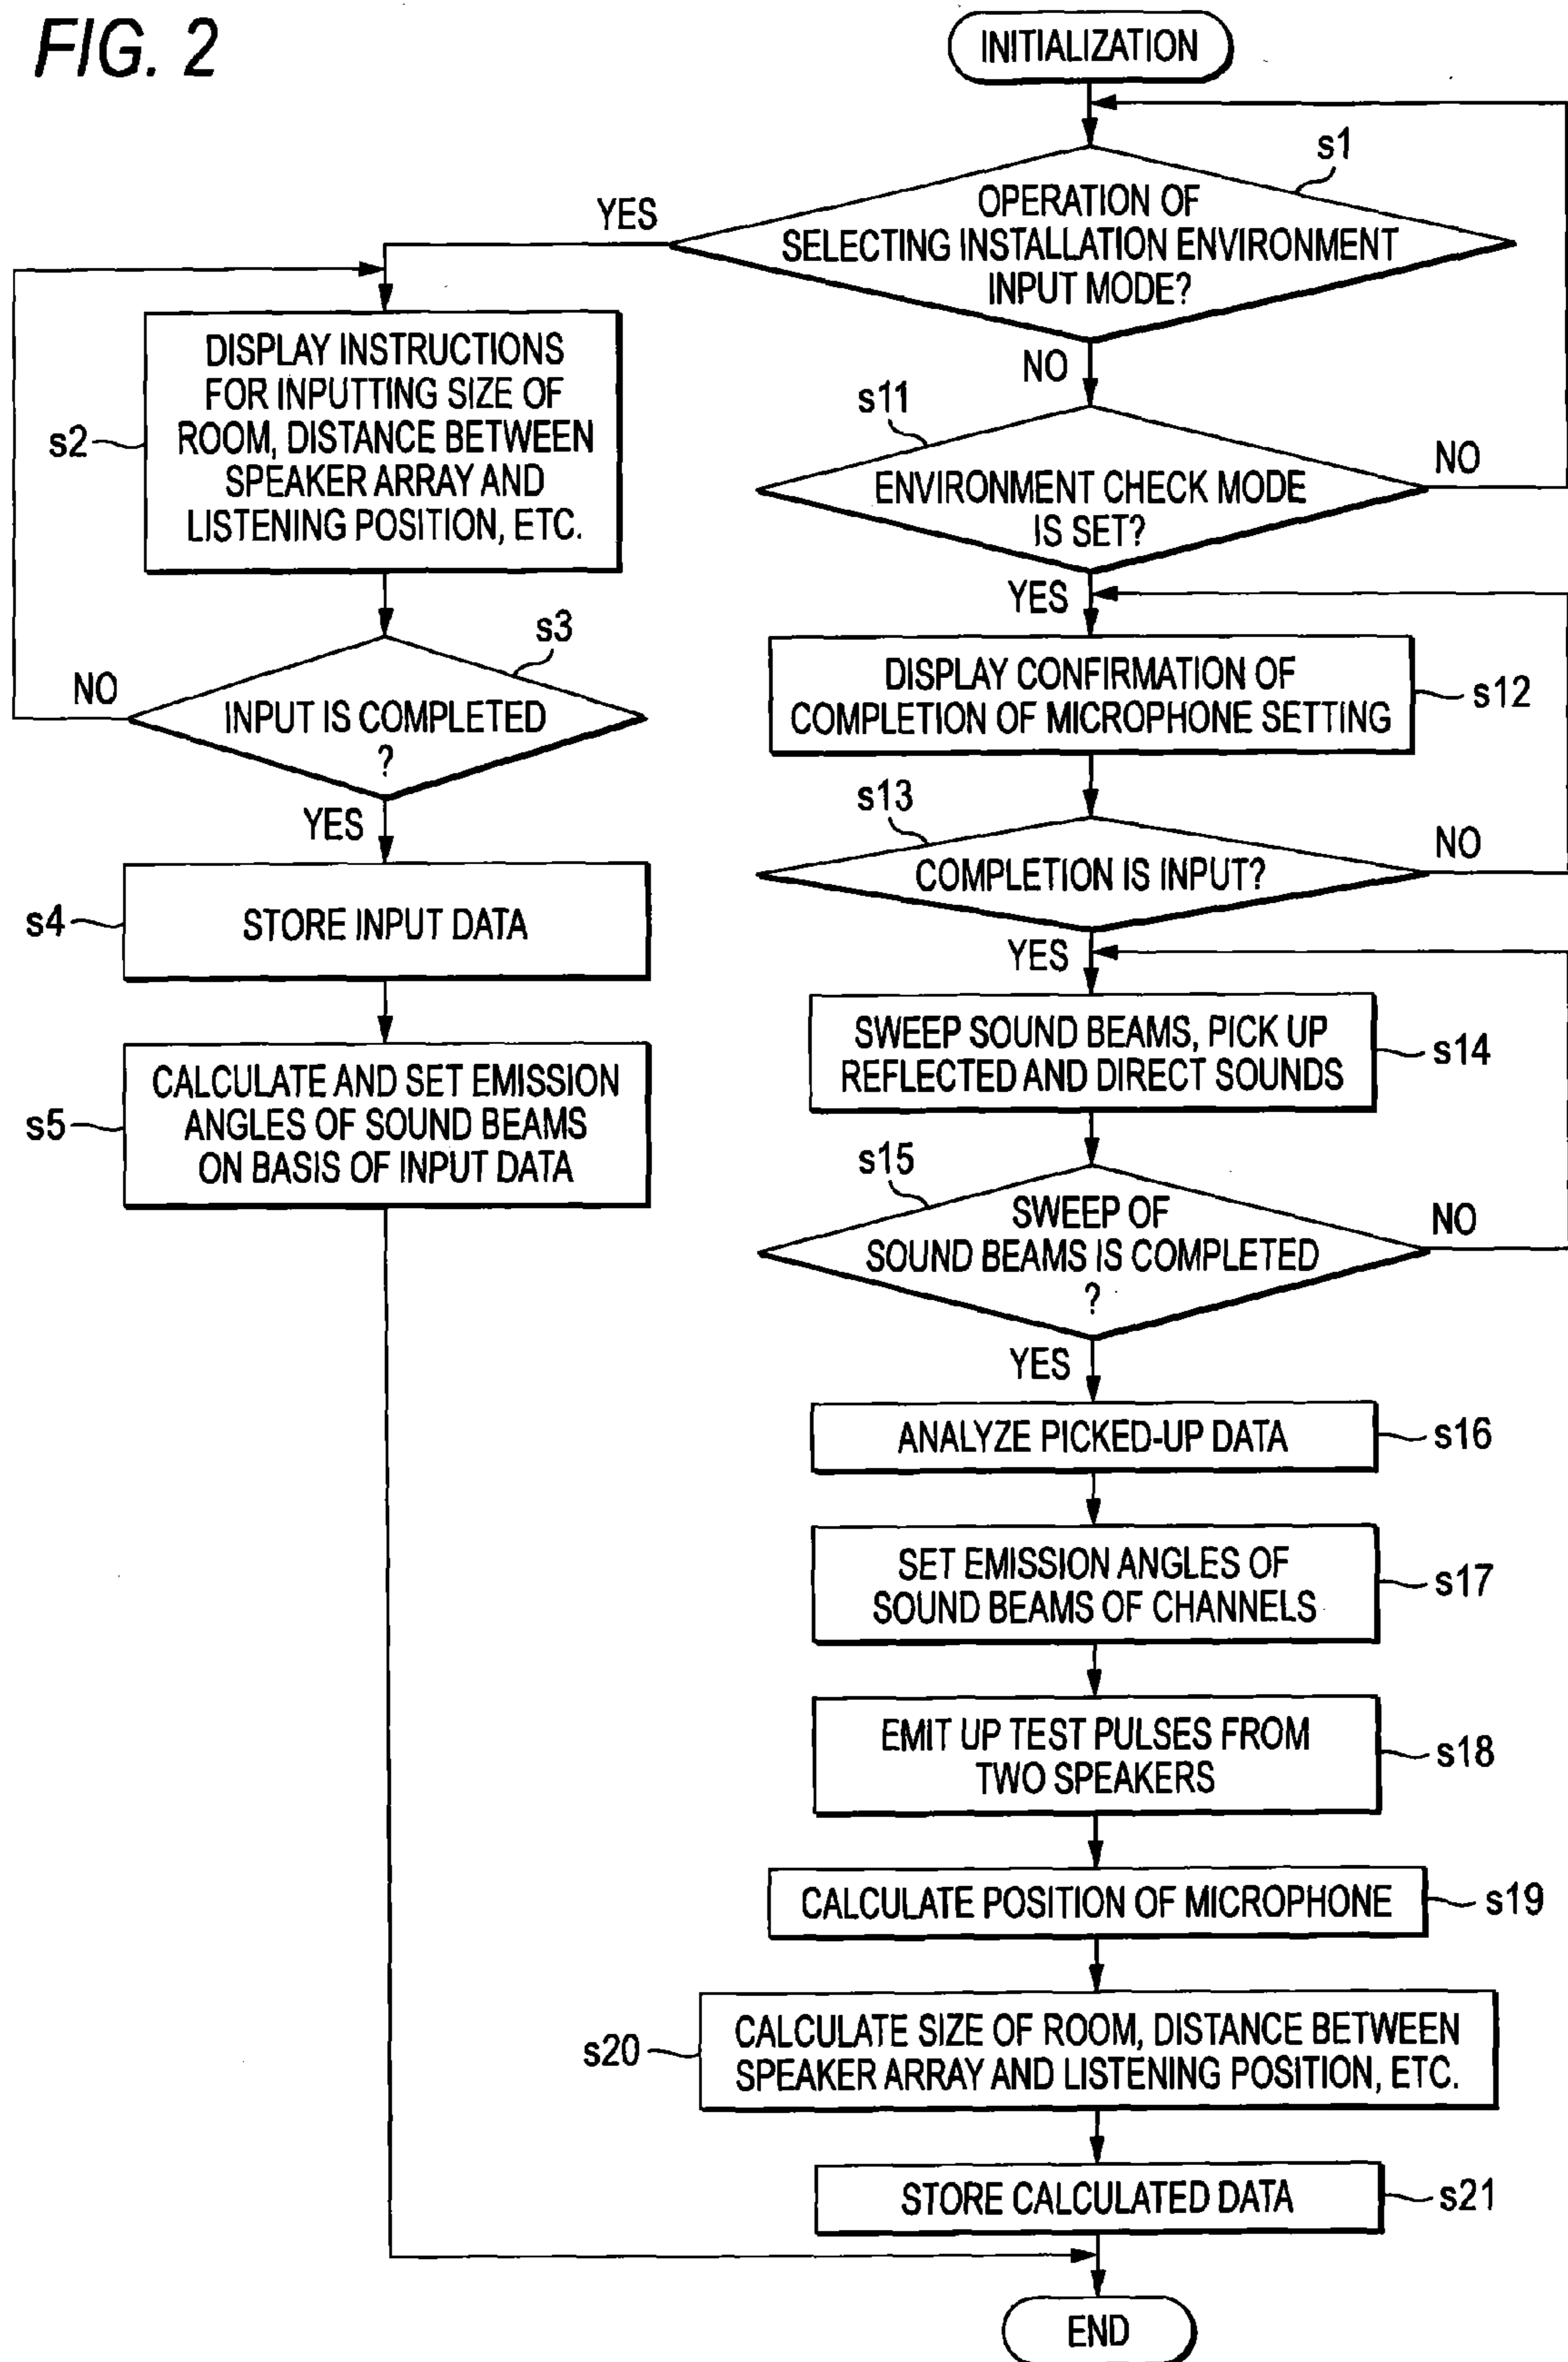 FIG. 2
INITIALIZATION
s1
OPERATION OF
SELECTING INSTALLATION ENVIRONMENT
INPUT MODE?
YES
NO
DISPLAY INSTRUCTIONS
FOR INPUTTING SIZE OF
ROOM, DISTANCE BETWEEN
SPEAKER ARRAY AND
LISTENING POSITION, ETC.
s2
s3
INPUT IS COMPLETED
?
NO
YES
s4
STORE INPUT DATA
s5
CALCULATE AND SET EMISSION
ANGLES OF SOUND BEAMS
ON BASIS OF INPUT DATA
s11
ENVIRONMENT CHECK MODE
IS SET?
NO
YES
DISPLAY CONFIRMATION OF
COMPLETION OF MICROPHONE SETTING
s12
s13
COMPLETION IS INPUT?
NO
YES
SWEEP SOUND BEAMS, PICK UP
REFLECTED AND DIRECT SOUNDS
s14
s15
SWEEP OF
SOUND BEAMS IS COMPLETED
?
NO
YES
ANALYZE PICKED-UP DATA
s16
SET EMISSION ANGLES OF
SOUND BEAMS OF CHANNELS
s17
EMIT UP TEST PULSES FROM
TWO SPEAKERS
s18
CALCULATE POSITION OF MICROPHONE
s19
s20
CALCULATE SIZE OF ROOM, DISTANCE BETWEEN
SPEAKER ARRAY AND LISTENING POSITION, ETC.
STORE CALCULATED DATA
s21
END